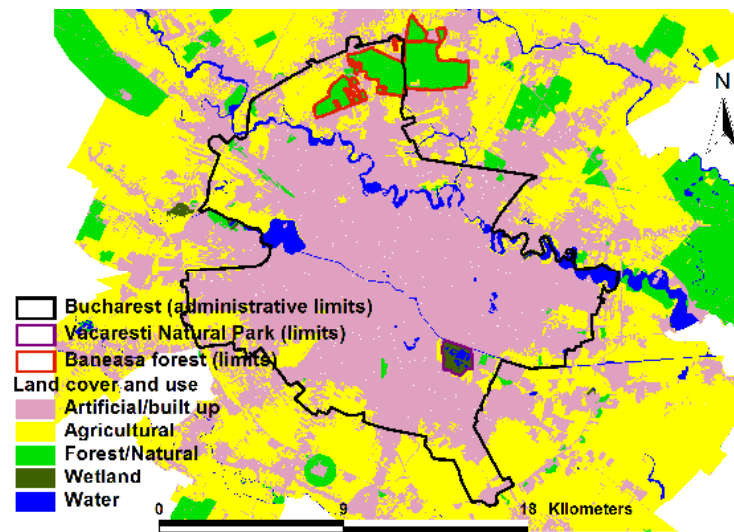 N
Bucharest (administrative limits)
Vacaresti Natural Park (limits)
Baneasa forest (limits)
Land cover and use
Artificial/built up
Agricultural
Forest/Natural
Wetland
Water
0 9 18 Kilometers